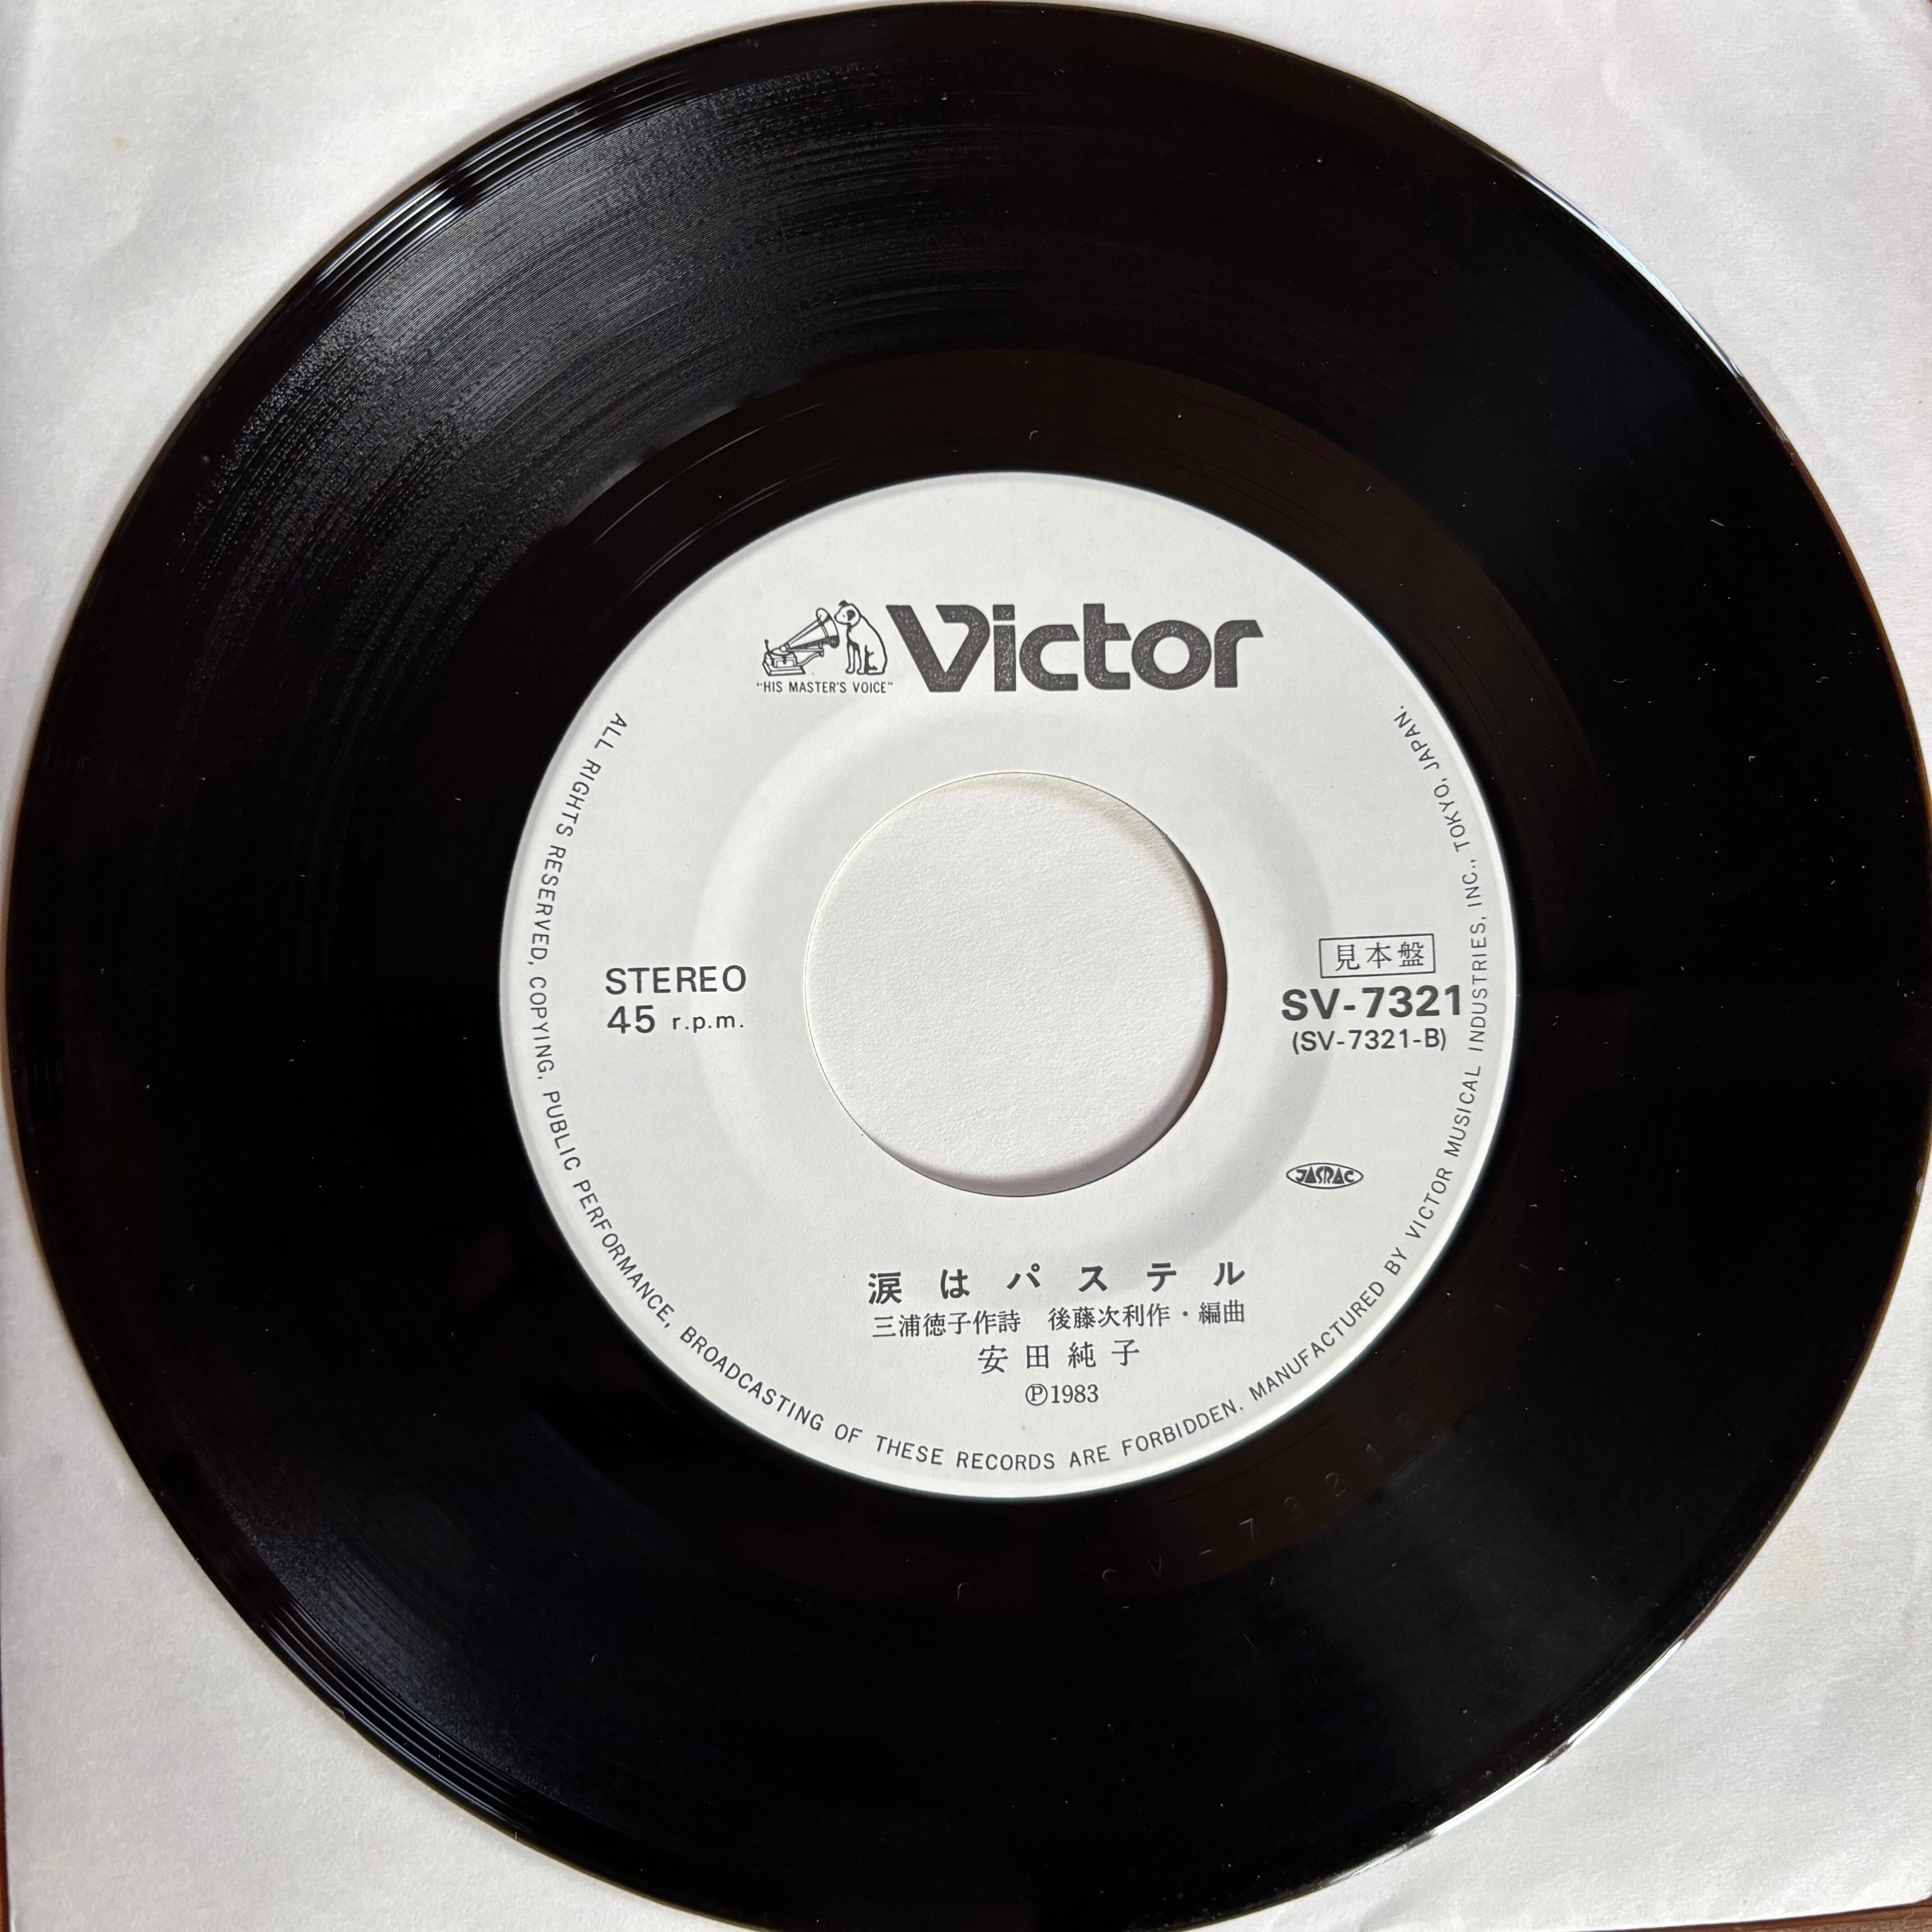 Victor
"HIS MASTER'S VOICE"
STEREO
45 r.p.m.
見本盤
SV-7321
(SV-7321-B)
JASRAC
涙はパステル
三浦徳子作詩 後藤次利作・編曲
安田純子
Ⓟ1983
ALL RIGHTS RESERVED, COPYING, PUBLIC PERFORMANCE, BROADCASTING OF THESE RECORDS ARE FORBIDDEN. MANUFACTURED BY VICTOR MUSICAL INDUSTRIES, INC., TOKYO, JAPAN.
SV-7321B